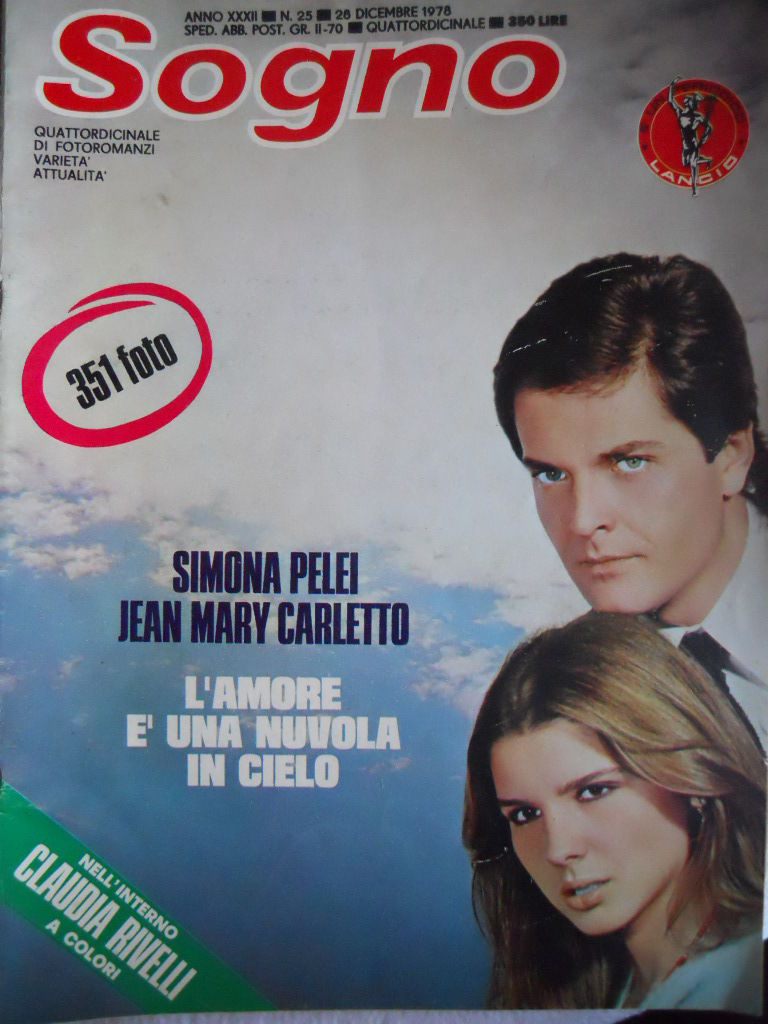 ANNO XXXII ■ N. 25 ■ 28 DICEMBRE 1978
SPED. ABB. POST. GR. II-70 ■ QUATTORDICINALE ■ 350 LIRE
Sogno
QUATTORDICINALE
DI FOTOROMANZI
VARIETA'
ATTUALITA'
LANCIO
351 foto
SIMONA PELEI
JEAN MARY CARLETTO
L'AMORE
E' UNA NUVOLA
IN CIELO
NELL'INTERNO
CLAUDIA RIVELLI
A COLORI